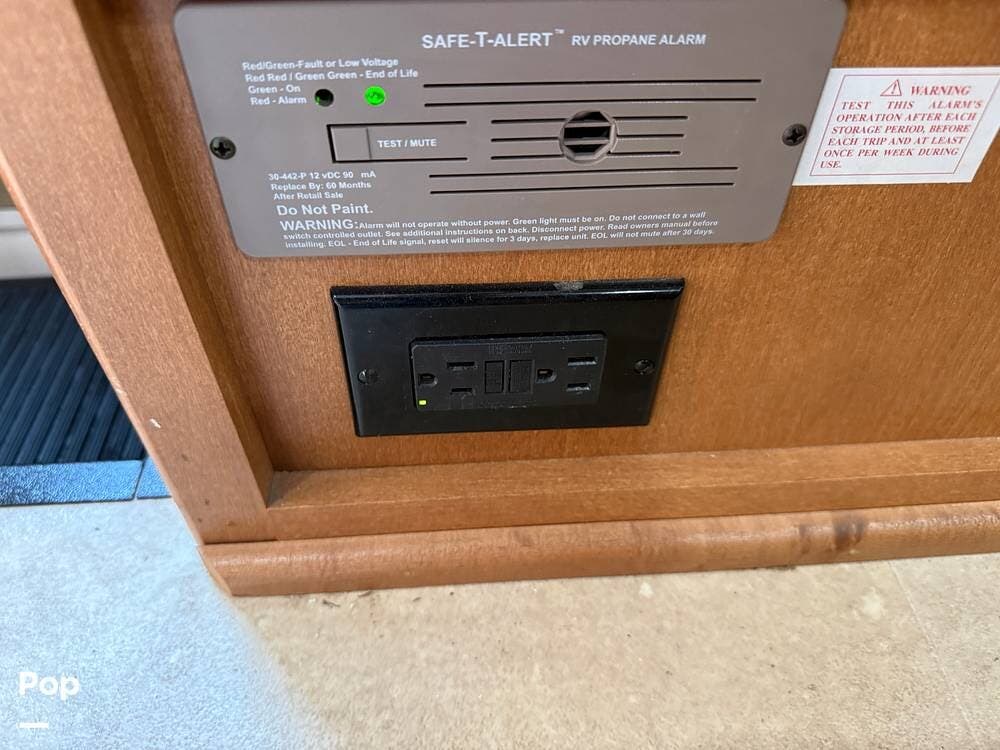 SAFE-T-ALERT™ RV PROPANE ALARM
Red/Green-Fault or Low Voltage
Red Red / Green Green - End of Life
Green - On
Red - Alarm
TEST / MUTE
30-442-P 12 vDC 90 mA
Replace By: 60 Months
After Retail Sale
Do Not Paint.
WARNING:Alarm will not operate without power. Green light must be on. Do not connect to a wall
switch controlled outlet. See additional instructions on back. Disconnect power. Read owners manual before
installing. EOL - End of Life signal, reset will silence for 3 days, replace unit. EOL will not mute after 30 days.
WARNING
TEST THIS ALARM'S
OPERATION AFTER EACH
STORAGE PERIOD, BEFORE
EACH TRIP AND AT LEAST
ONCE PER WEEK DURING
USE.
Pop